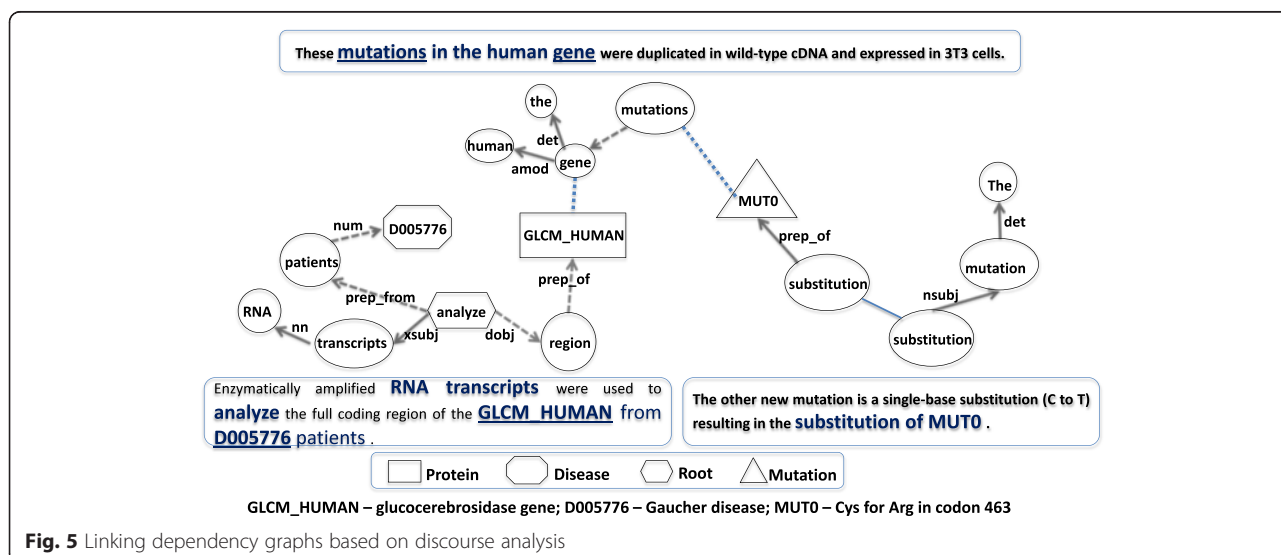 These mutations in the human gene were duplicated in wild-type cDNA and expressed in 3T3 cells.
the
mutations
human
det
gene
amod
The
MUT0
num
D005776
det
GLCM_HUMAN
patients
prep_of
mutation
prep_of
substitution
prep_from
nsubj
RNA
analyze
nn
xsubj
dobj
transcripts
region
substitution
Enzymatically amplified RNA transcripts were used to
analyze the full coding region of the GLCM_HUMAN from
D005776 patients .
The other new mutation is a single-base substitution (C to T)
resulting in the substitution of MUT0 .
Protein Disease Root Mutation
GLCM_HUMAN – glucocerebrosidase gene; D005776 – Gaucher disease; MUT0 – Cys for Arg in codon 463
Fig. 5 Linking dependency graphs based on discourse analysis